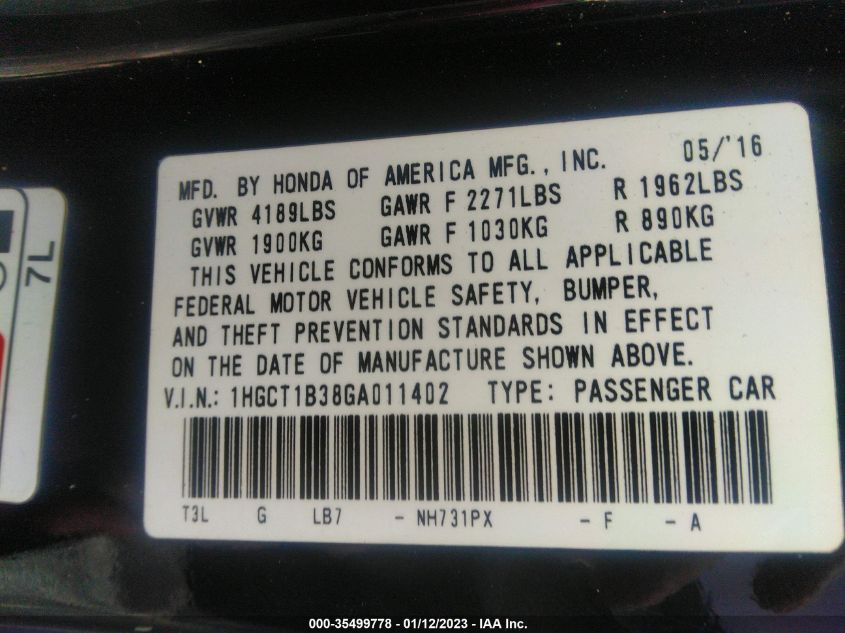 MFD. BY HONDA OF AMERICA MFG., INC. 05/'16
GVWR 4189LBS GAWR F 2271LBS R 1962LBS
GVWR 1900KG GAWR F 1030KG R 890KG
THIS VEHICLE CONFORMS TO ALL APPLICABLE
FEDERAL MOTOR VEHICLE SAFETY, BUMPER,
AND THEFT PREVENTION STANDARDS IN EFFECT
ON THE DATE OF MANUFACTURE SHOWN ABOVE.
V.I.N.: 1HGCT1B38GA011402 TYPE: PASSENGER CAR
T3L G LB7 - NH731PX - F - A
7L
000-35499778 - 01/12/2023 - IAA Inc.